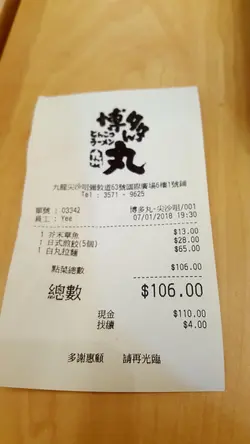 博多
とんこつ
ラーメン
丸
九龍尖沙咀彌敦道63號國際廣場6樓1號鋪
Tel : 3571 - 9625
單號 : 03342
博多丸-尖沙咀/001
員工 : Yee
07/01/2018 19:30
1 芥末章魚 $13.00
1 日式煎餃(5個) $28.00
1 白丸拉麵 $65.00
點菜總數 $106.00
總數 $106.00
現金 $110.00
找續 $4.00
多謝惠顧 請再光臨